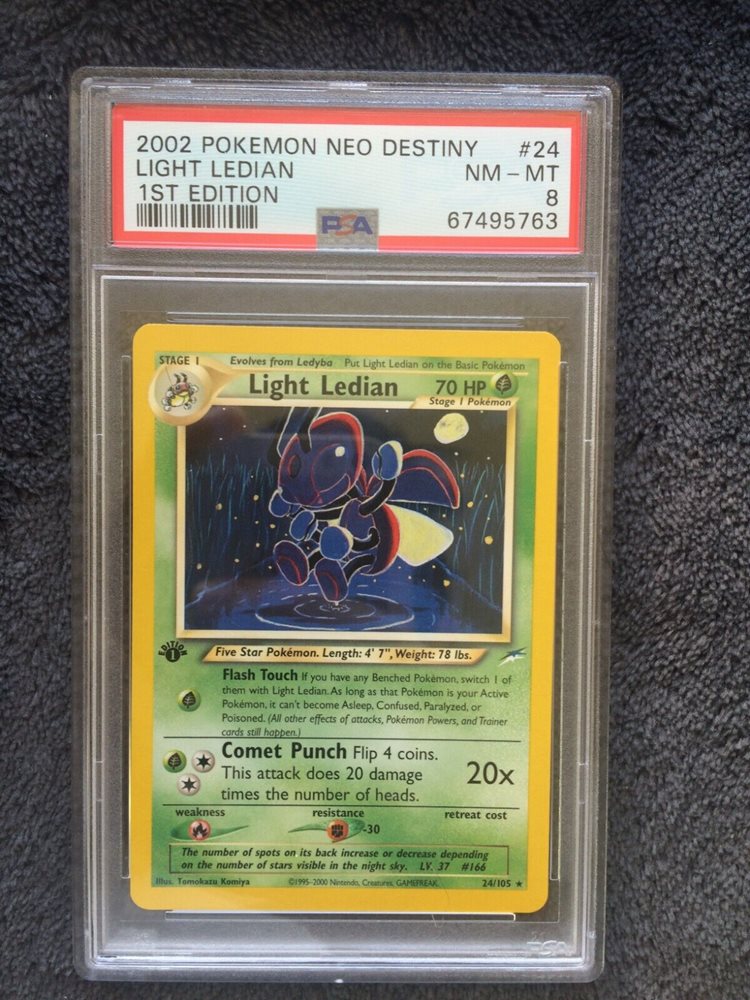 2002 POKEMON NEO DESTINY #24
LIGHT LEDIAN NM - MT
1ST EDITION 8
PSA 67495763
STAGE 1 Evolves from Ledyba Put Light Ledian on the Basic Pokémon
Light Ledian 70 HP
Stage 1 Pokémon
EDITION
1
Five Star Pokémon. Length: 4' 7", Weight: 78 lbs.
Flash Touch If you have any Benched Pokémon, switch 1 of
them with Light Ledian. As long as that Pokémon is your Active
Pokémon, it can't become Asleep, Confused, Paralyzed, or
Poisoned. (All other effects of attacks, Pokémon Powers, and Trainer
cards still happen.)
Comet Punch Flip 4 coins.
This attack does 20 damage 20x
times the number of heads.
weakness resistance retreat cost
-30
The number of spots on its back increase or decrease depending
on the number of stars visible in the night sky. LV. 37 #166
Illus. Tomokazu Komiya ©1995-2000 Nintendo, Creatures, GAMEFREAK. 24/105 ★